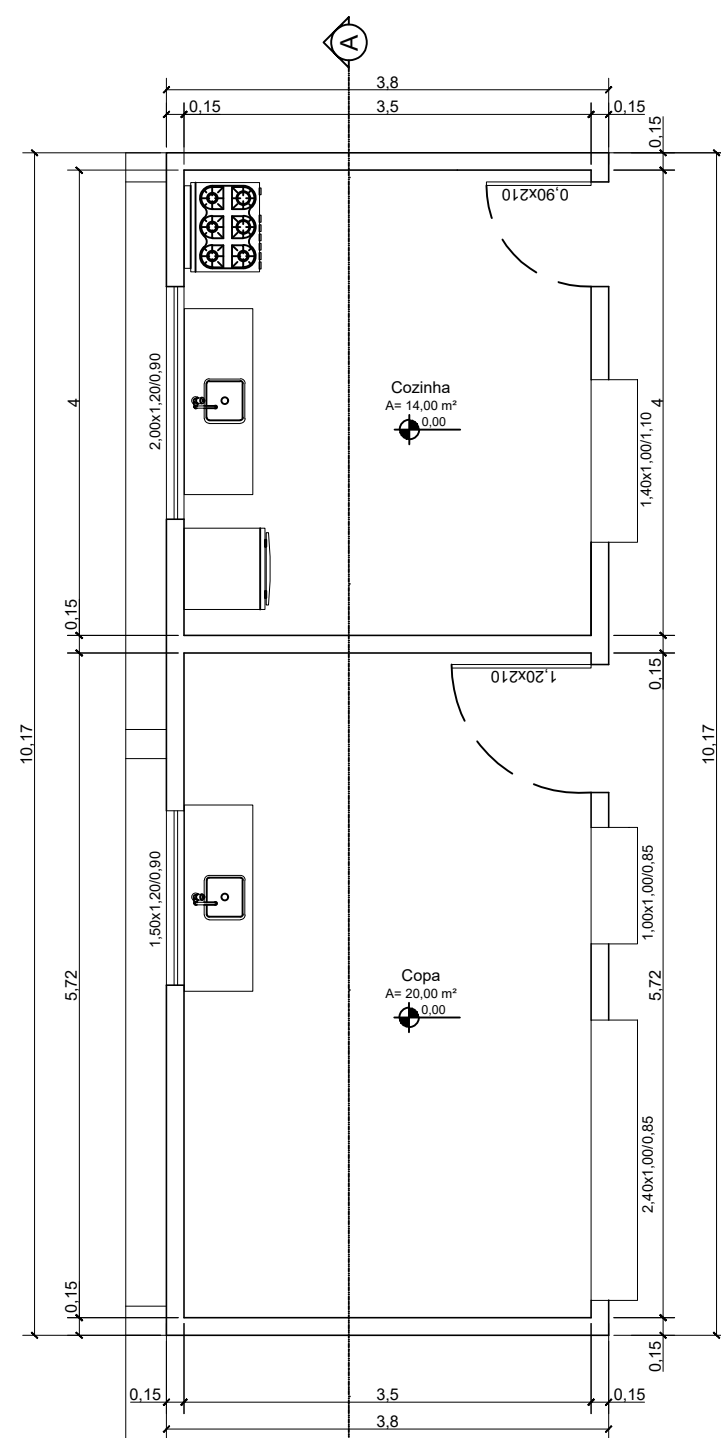 A
3,8
0,15
3,5
0,15
0,15
0,90x210
2,00x1,20/0,90
4
Cozinha
A= 14,00 m²
0,00
4
1,40x1,00/1,10
0,15
0,15
1,20x210
10,17
10,17
1,50x1,20/0,90
1,00x1,00/0,85
5,72
Copa
A= 20,00 m²
0,00
5,72
2,40x1,00/0,85
0,15
0,15
0,15
3,5
0,15
3,8